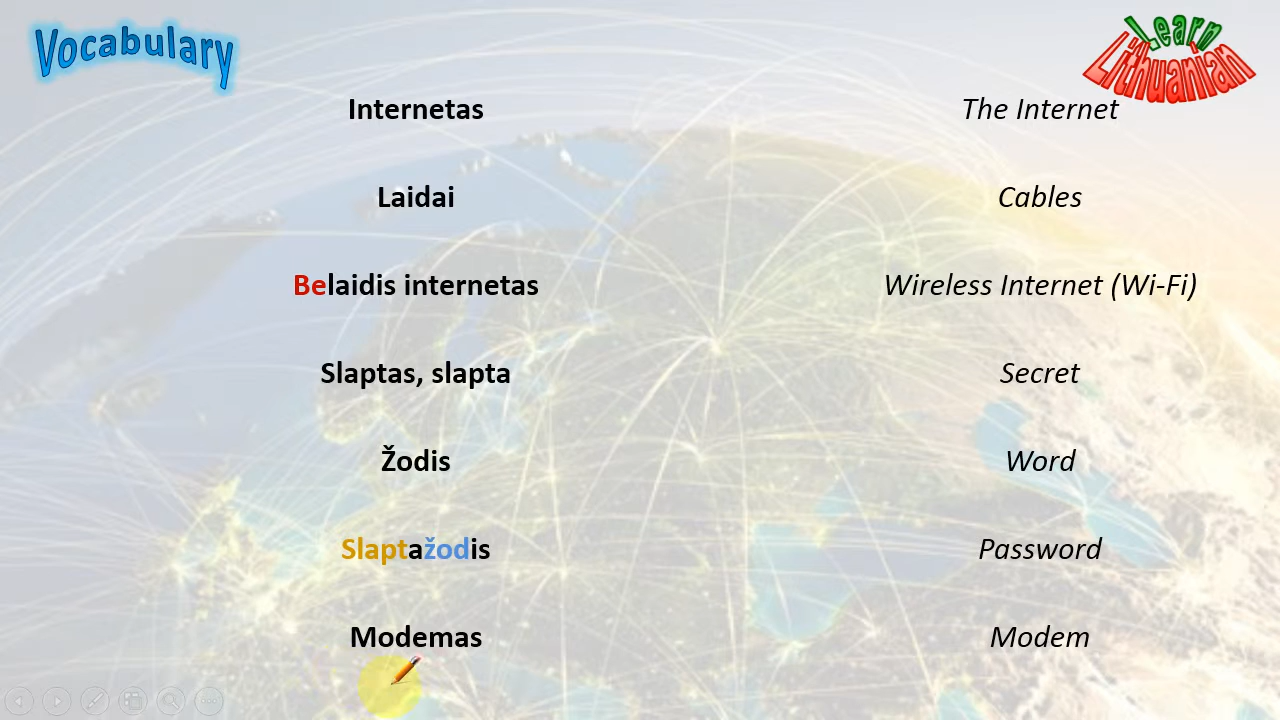 Vocabulary
Learn
Lithuanian
Internetas The Internet
Laidai Cables
Belaidis internetas Wireless Internet (Wi-Fi)
Slaptas, slapta Secret
Žodis Word
Slaptažodis Password
Modemas Modem